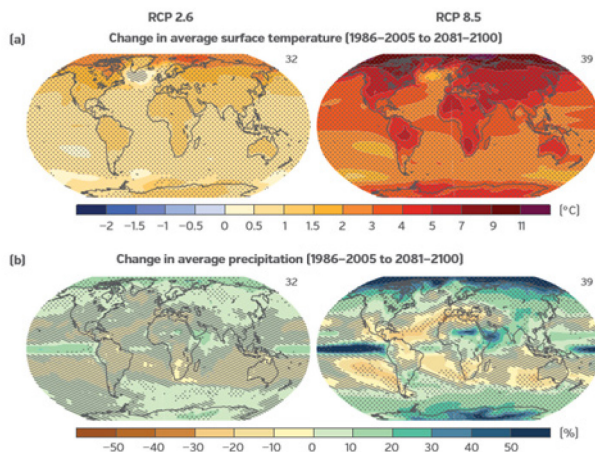 RCP 2.6 RCP 8.5
(a) Change in average surface temperature (1986–2005 to 2081–2100)
32 39
−2 −1.5 −1 −0.5 0 0.5 1 1.5 2 3 4 5 7 9 11 (°C)
(b) Change in average precipitation (1986–2005 to 2081–2100)
32 39
−50 −40 −30 −20 −10 0 10 20 30 40 50 (%)